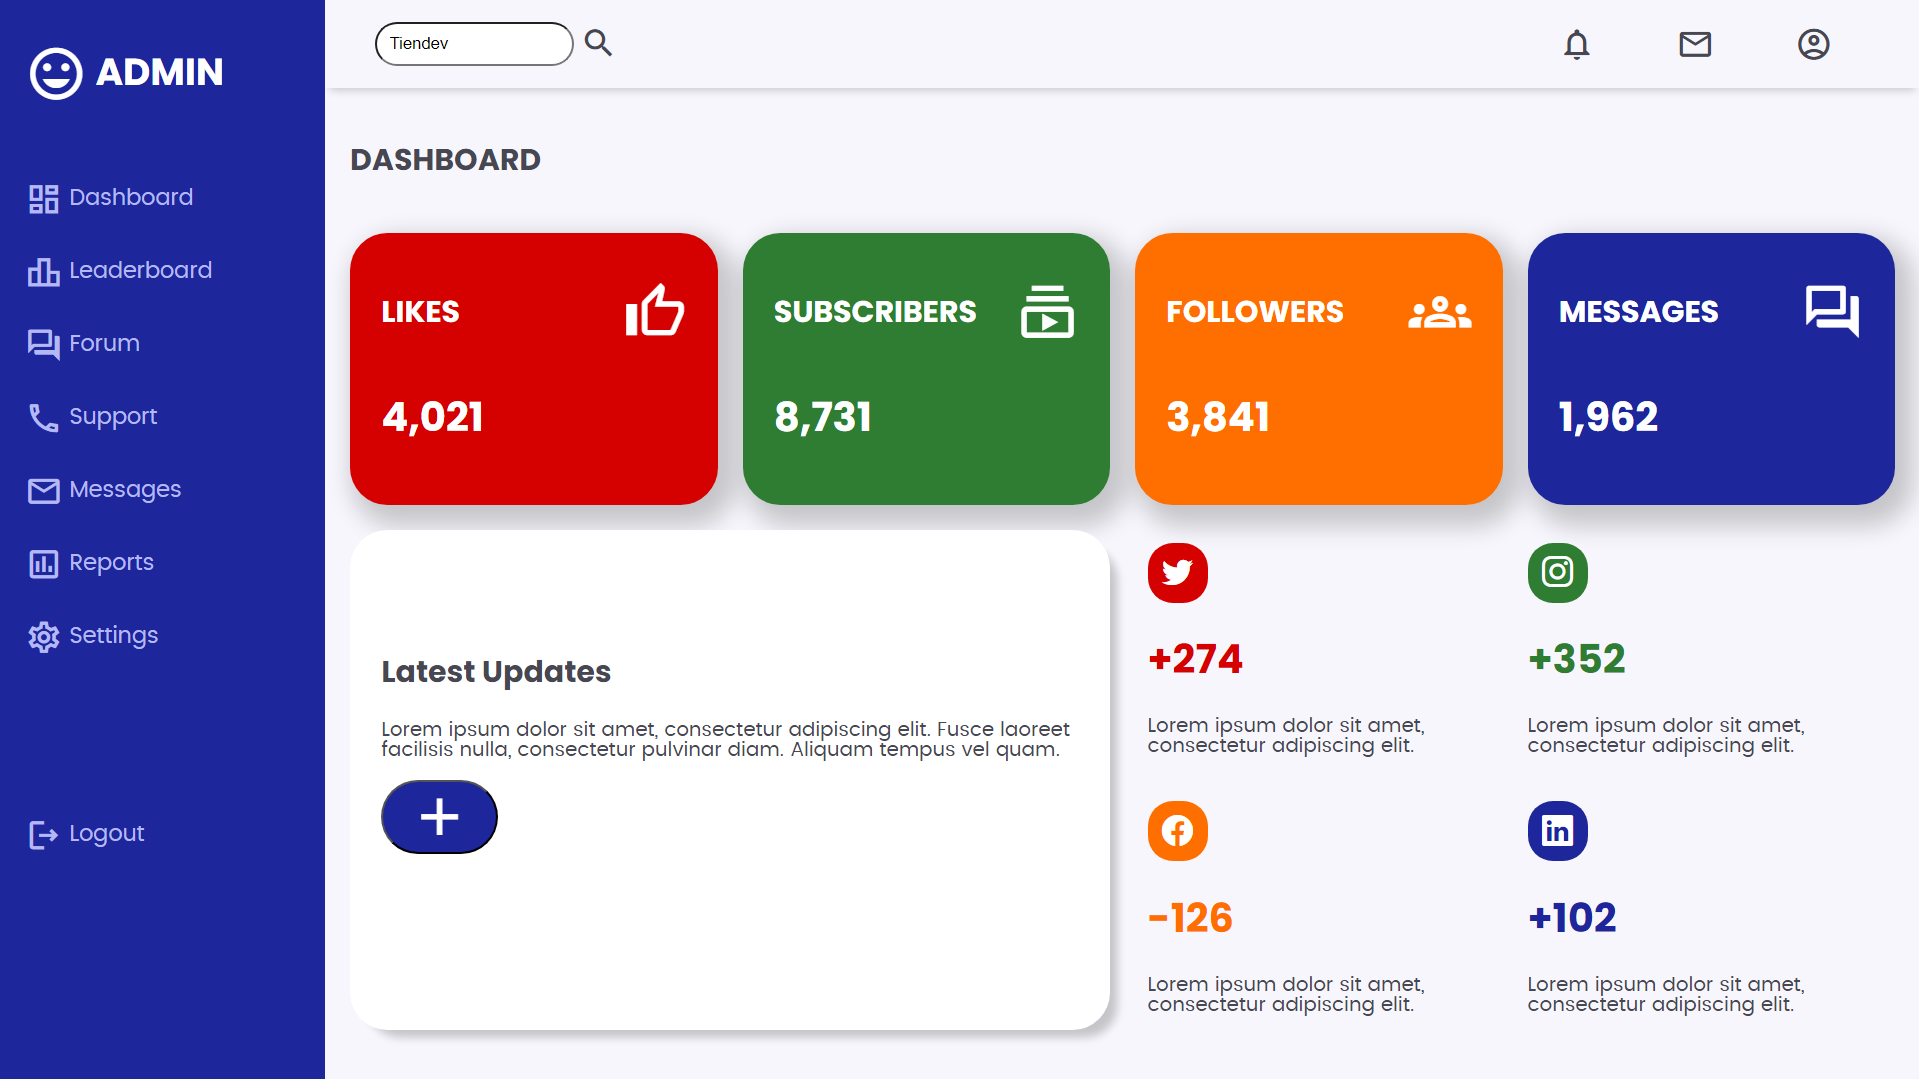 ADMIN
Dashboard
Leaderboard
Forum
Support
Messages
Reports
Settings
Logout
Tiendev
DASHBOARD
LIKES
4,021
SUBSCRIBERS
8,731
FOLLOWERS
3,841
MESSAGES
1,962
Latest Updates
Lorem ipsum dolor sit amet, consectetur adipiscing elit. Fusce laoreet
facilisis nulla, consectetur pulvinar diam. Aliquam tempus vel quam.
+274
Lorem ipsum dolor sit amet,
consectetur adipiscing elit.
+352
Lorem ipsum dolor sit amet,
consectetur adipiscing elit.
-126
Lorem ipsum dolor sit amet,
consectetur adipiscing elit.
in
+102
Lorem ipsum dolor sit amet,
consectetur adipiscing elit.